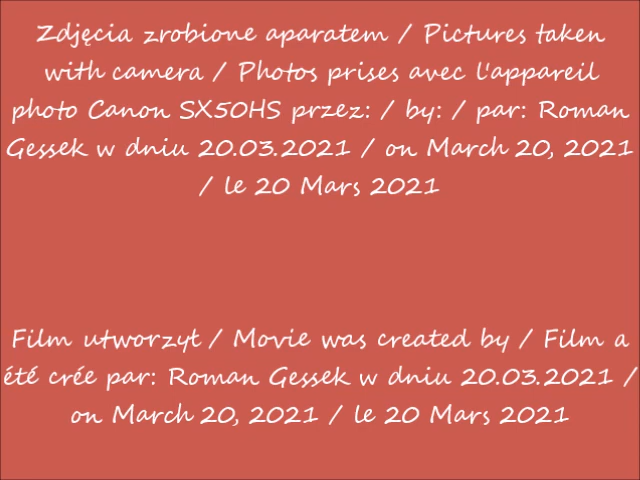 Zdjęcia zrobione aparatem / Pictures taken
with camera / Photos prises avec l'appareil
photo Canon SX50HS przez: / by: / par: Roman
Gessek w dniu 20.03.2021 / on March 20, 2021
/ le 20 Mars 2021
Film utworzył / Movie was created by / Film a
été crée par: Roman Gessek w dniu 20.03.2021 /
on March 20, 2021 / le 20 Mars 2021